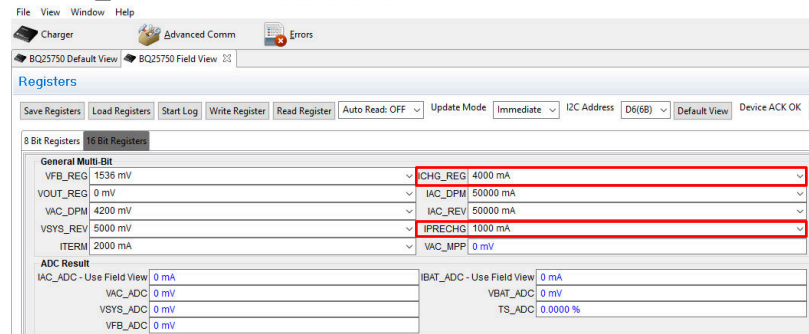 File View Window Help
Charger Advanced Comm Errors
BQ25750 Default View BQ25750 Field View
Registers
Save Registers Load Registers Start Log Write Register Read Register Auto Read: OFF Update Mode Immediate I2C Address D6(6B) Default View Device ACK OK
8 Bit Registers 16 Bit Registers
General Multi-Bit
VFB_REG 1536 mV ICHG_REG 4000 mA
VOUT_REG 0 mV IAC_DPM 50000 mA
VAC_DPM 4200 mV IAC_REV 50000 mA
VSYS_REV 5000 mV IPRECHG 1000 mA
ITERM 2000 mA VAC_MPP 0 mV
ADC Result
IAC_ADC - Use Field View 0 mA IBAT_ADC - Use Field View 0 mA
VAC_ADC 0 mV VBAT_ADC 0 mV
VSYS_ADC 0 mV TS_ADC 0.0000 %
VFB_ADC 0 mV